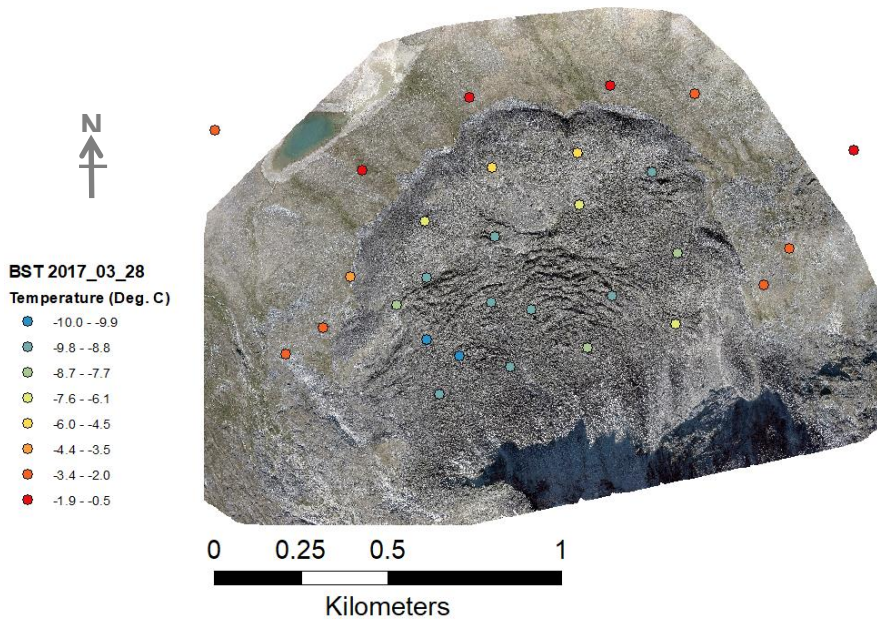 N
BST 2017_03_28
Temperature (Deg. C)
-10.0 - -9.9
-9.8 - -8.8
-8.7 - -7.7
-7.6 - -6.1
-6.0 - -4.5
-4.4 - -3.5
-3.4 - -2.0
-1.9 - -0.5
0 0.25 0.5 1
Kilometers